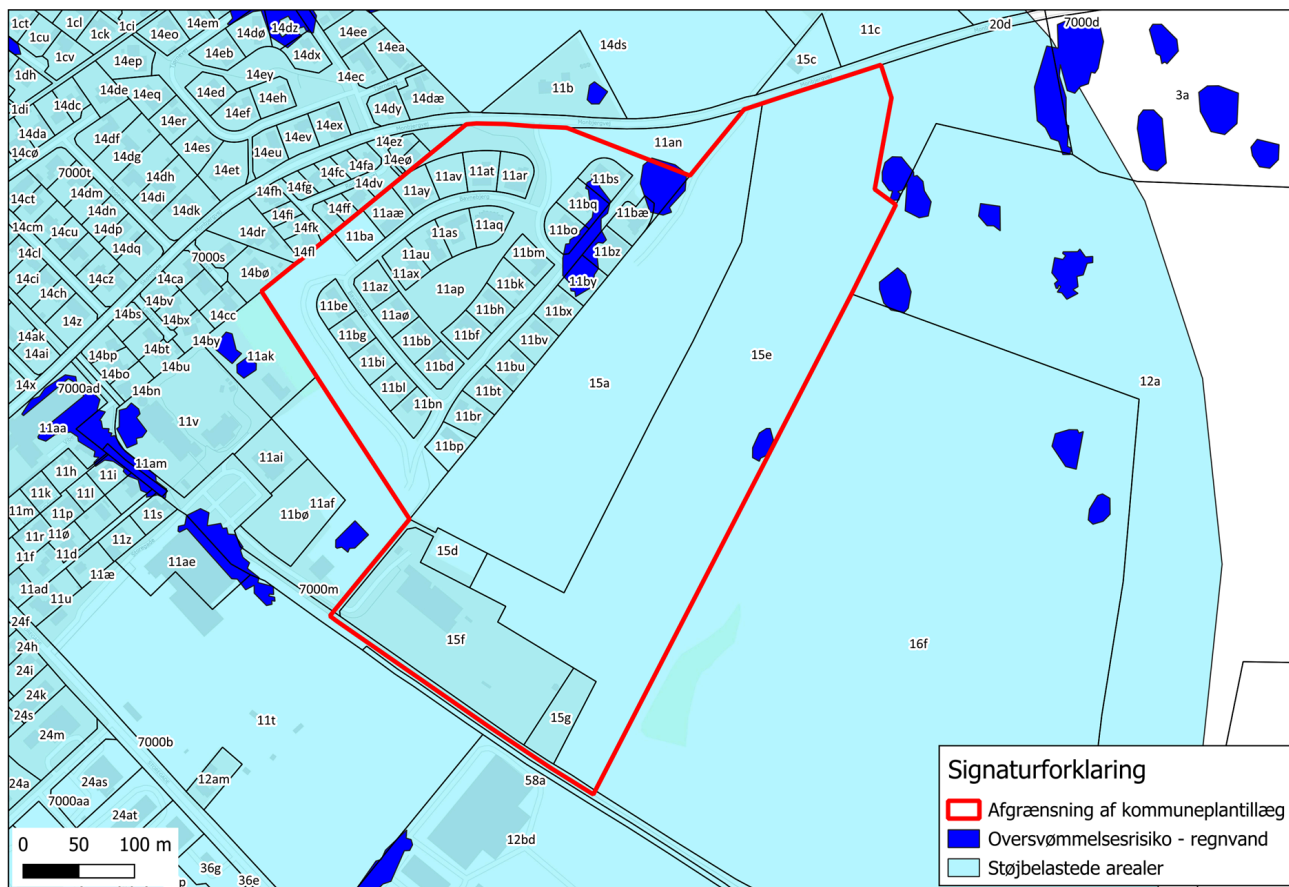 1ct
1cl
1ci
14em
14dø
14dz
14ee
14ds
11c
20d
7000d
1cu
1ck
14eo
14eb
14dx
14ea
15c
1cv
14ep
14ey
14ec
11b
3a
1dh
14de
14eq
14ed
14eh
14dæ
1di
14dc
14er
14ef
14dy
14df
14ev
14ex
11an
14da
14dg
14es
14eu
14ez
14eø
14cø
7000t
14dh
14et
14fc
14fa
14dv
11av
11at
11ar
11bs
14dm
14di
14fh
14fg
11ay
14ct
14dn
14dk
14fi
14ff
11aæ
11bq
11bæ
14cm
14cu
14dp
14dr
14fk
11ba
11as
11aq
11bo
14cl
14dq
7000s
14fl
11au
11bm
11bz
14ci
14cz
14ca
14bø
11ax
11by
14ch
14bv
11az
11ap
11bk
14z
14bs
14bx
14cc
11be
11aø
11bh
11bx
14ak
14by
11bg
11bb
11bf
11bv
14ai
14bp
14bt
11ak
11bi
11bd
11bu
15e
14x
14bo
14bu
11bl
11bt
15a
12a
7000ad
14bn
11bn
11br
11aa
11v
11bp
11h
11am
11ai
11k
11i
11l
11af
11m
11p
11s
11bø
11r
11ø
11z
15d
11f
11d
11ae
11æ
7000m
11ad
11u
15f
16f
24f
24h
24i
24k
11t
15g
24s
24m
7000b
58a
24a
24as
12am
7000aa
24at
12bd
36g
36e
0 50 100 m
Signaturforklaring
Afgrænsning af kommuneplantillæg
Oversvømmelsesrisiko - regnvand
Støjbelastede arealer